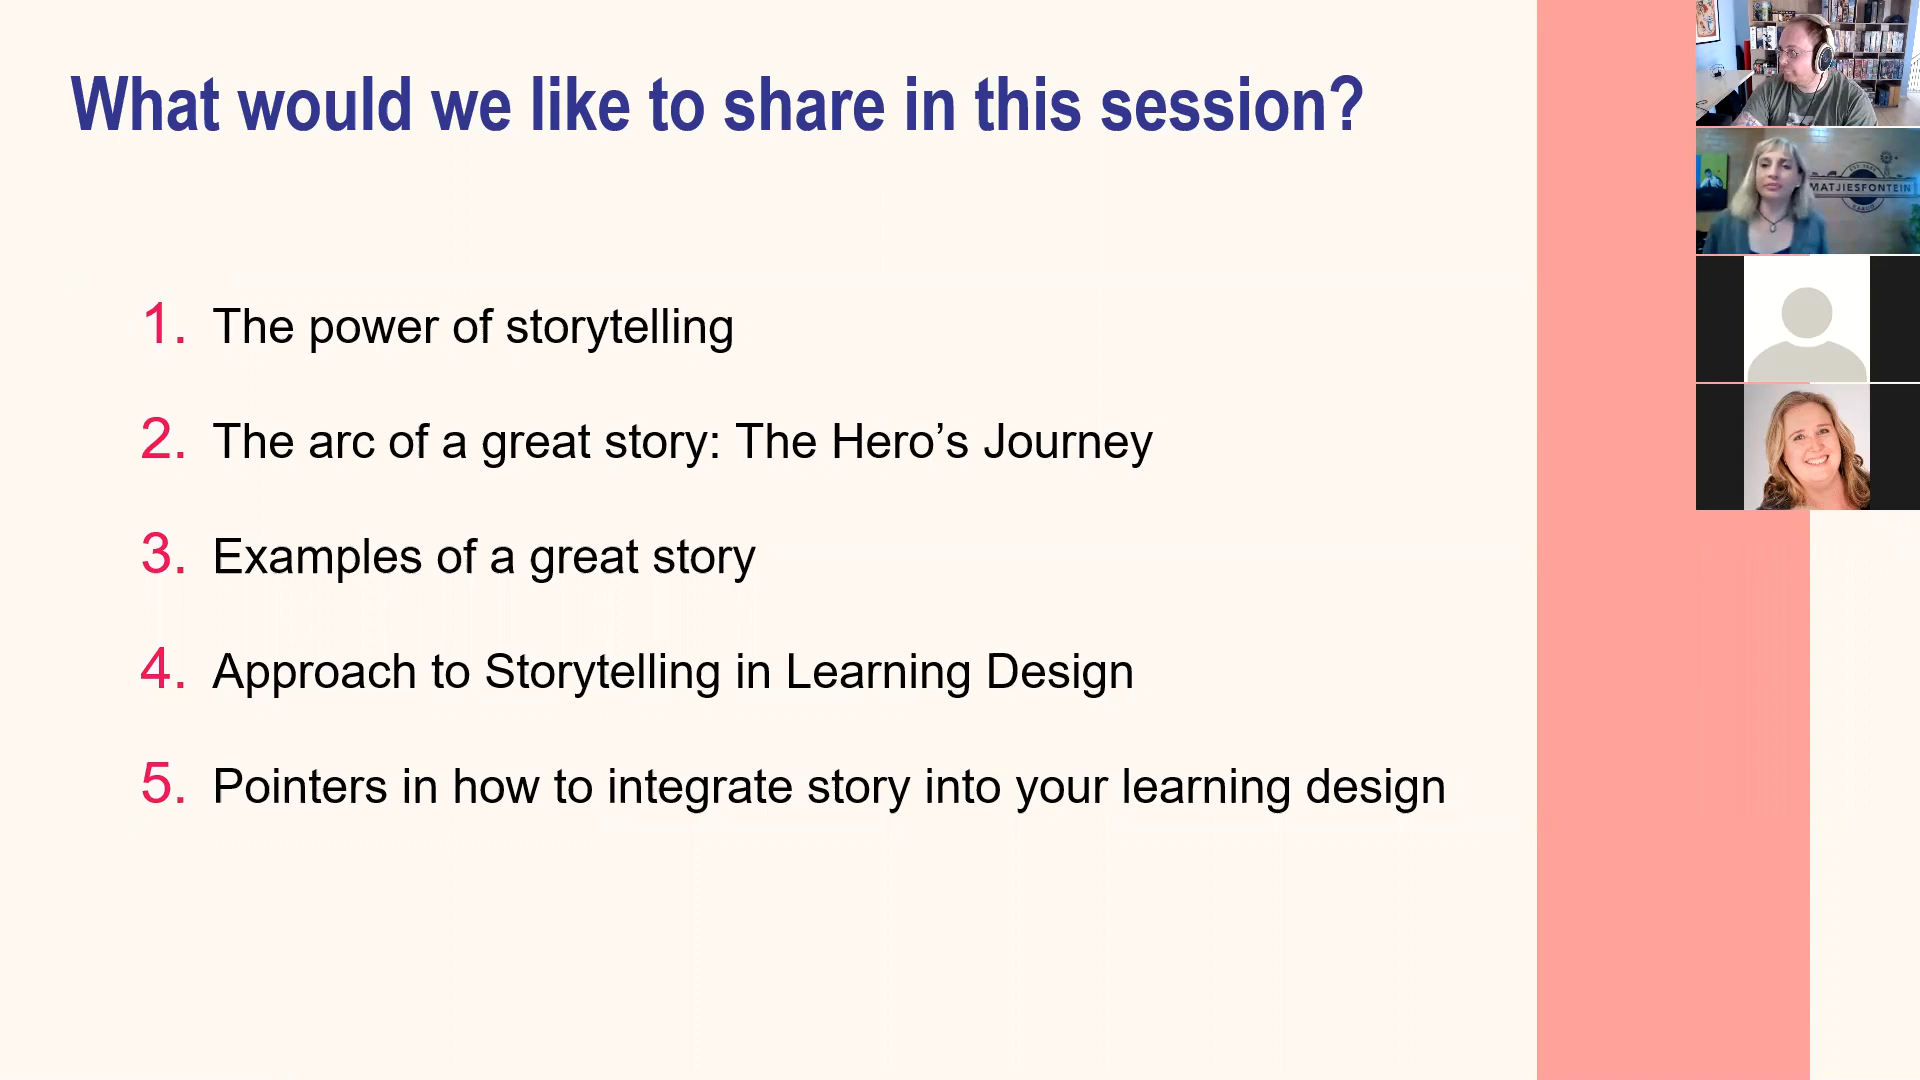 What would we like to share in this session?
1. The power of storytelling
2. The arc of a great story: The Hero’s Journey
3. Examples of a great story
4. Approach to Storytelling in Learning Design
5. Pointers in how to integrate story into your learning design
MATJIESFONTEIN